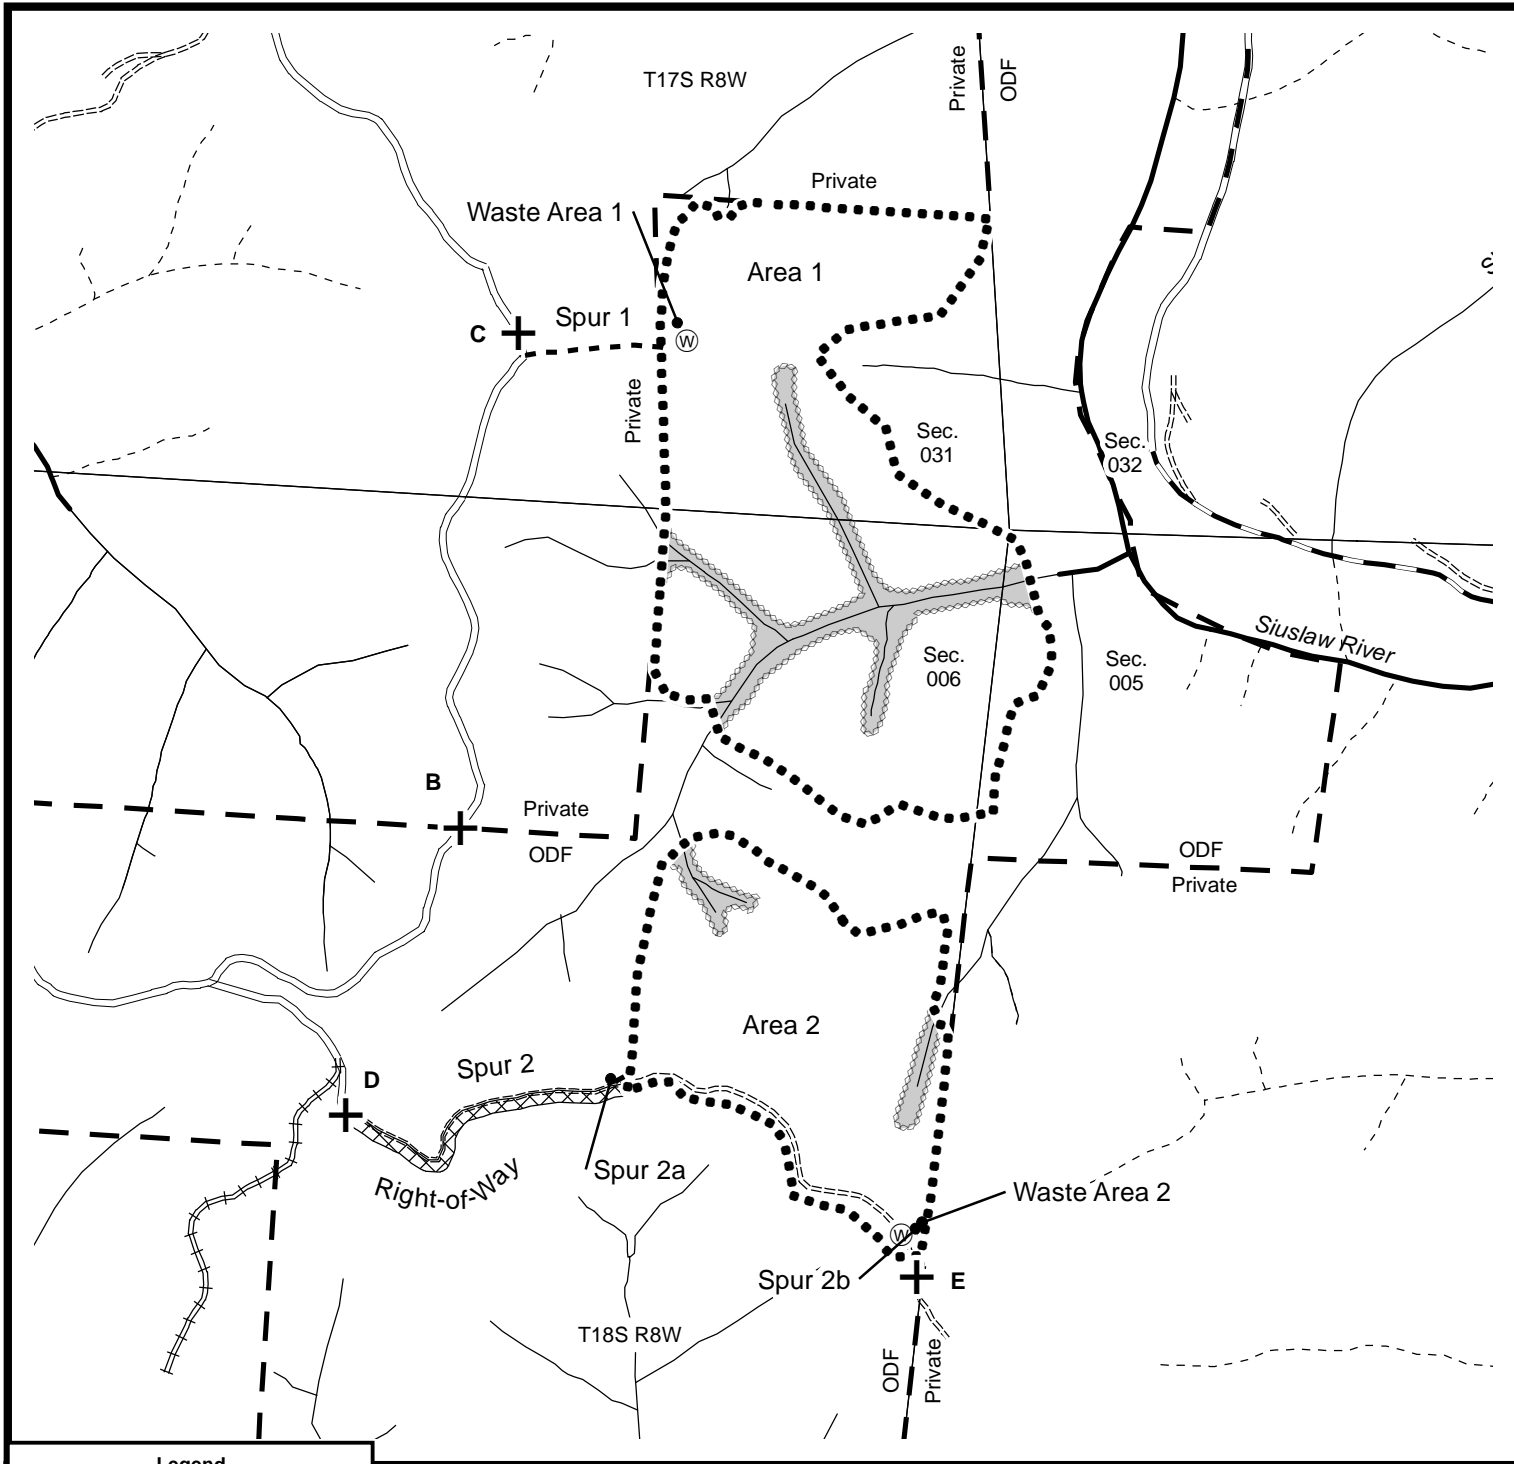 T17S R8W
Private
ODF
Private
Waste Area 1
Area 1
C
Spur 1
W
Private
Sec.
031
Sec.
032
Siuslaw River
Sec.
006
Sec.
005
B
Private
ODF
ODF
Private
Area 2
D
Spur 2
Spur 2a
Right-of-Way
Waste Area 2
W
Spur 2b
E
T18S R8W
ODF
Private
Legend